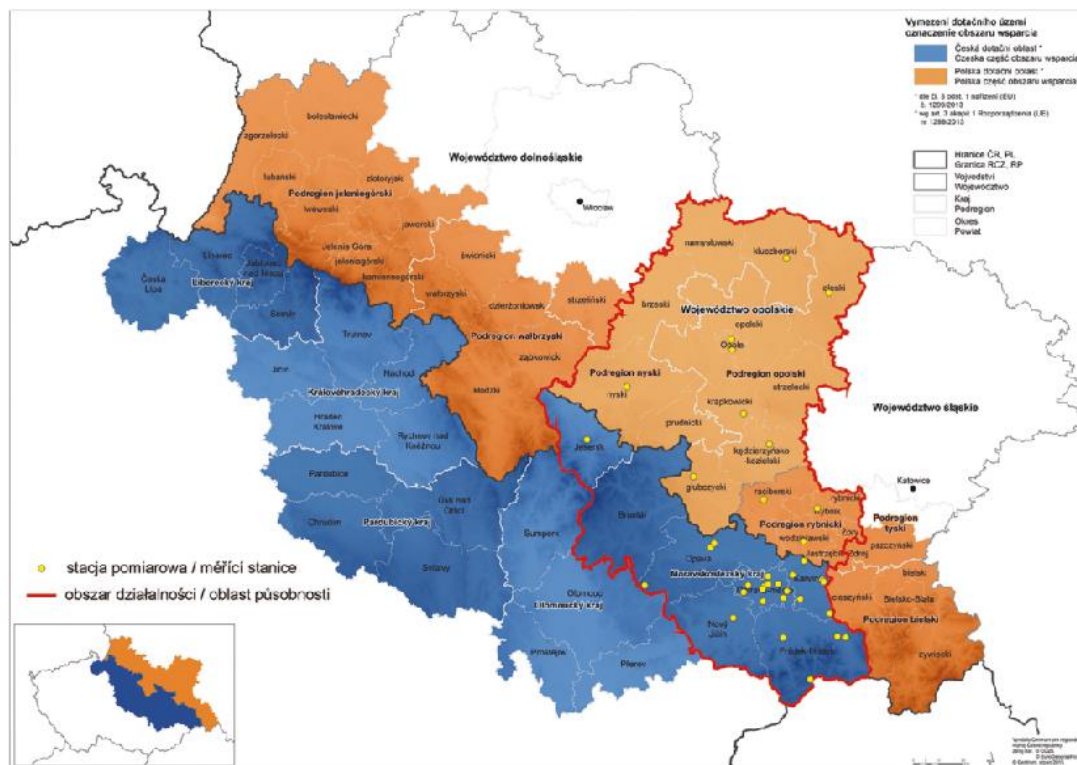 Vymezení dotačního území
oznaczenie obszaru wsparcia
Česká dotační oblast *
Czeska część obszaru wsparcia
Polska dotační oblast *
Polska część obszaru wsparcia
Hranice ČR, PL
Granica RCZ, RP
Vojvodství
Województwo
Kraj
Podregion
Okres
Powiat
bolesławiecki
zgorzelecki
Województwo dolnośląskie
lubański
złotoryjski
Podregion jeleniogórski
lwówecki
Wrocław
jaworski
Jelenia Góra
jeleniogórski
kamiennogórski
świdnicki
wałbrzyski
dzierżoniowski
strzeliński
Česká
Lípa
Liberec
Jablonec
nad Nisou
Liberecký kraj
Semily
Trutnov
Podregion wałbrzyski
ząbkowicki
kłodzki
Jičín
Náchod
Královéhradecký kraj
Hradec
Králové
Rychnov nad
Kněžnou
Pardubice
Ústí nad
Orlicí
Chrudim
Pardubický kraj
Svitavy
namysłowski
kluczborski
oleski
brzeski
Województwo opolskie
opolski
Opole
Podregion nyski
Podregion opolski
nyski
strzelecki
krapkowicki
prudnicki
kędzierzyńsko
-kozielski
głubczycki
Województwo śląskie
Katowice
raciborski
rybnicki
Rybnik
Żory
Podregion rybnicki
wodzisławski
Jastrzębie-Zdrój
Podregion
tyski
pszczyński
bielski
Bielsko-Biała
cieszyński
Podregion bielski
żywiecki
Jeseník
Bruntál
Šumperk
Opava
Moravskoslezský kraj
Karviná
Olomouc
Olomoucký kraj
Nový
Jičín
Frýdek-Místek
Prostějov
Přerov
stacja pomiarowa / měřící stanice
obszar działalności / oblast působnosti